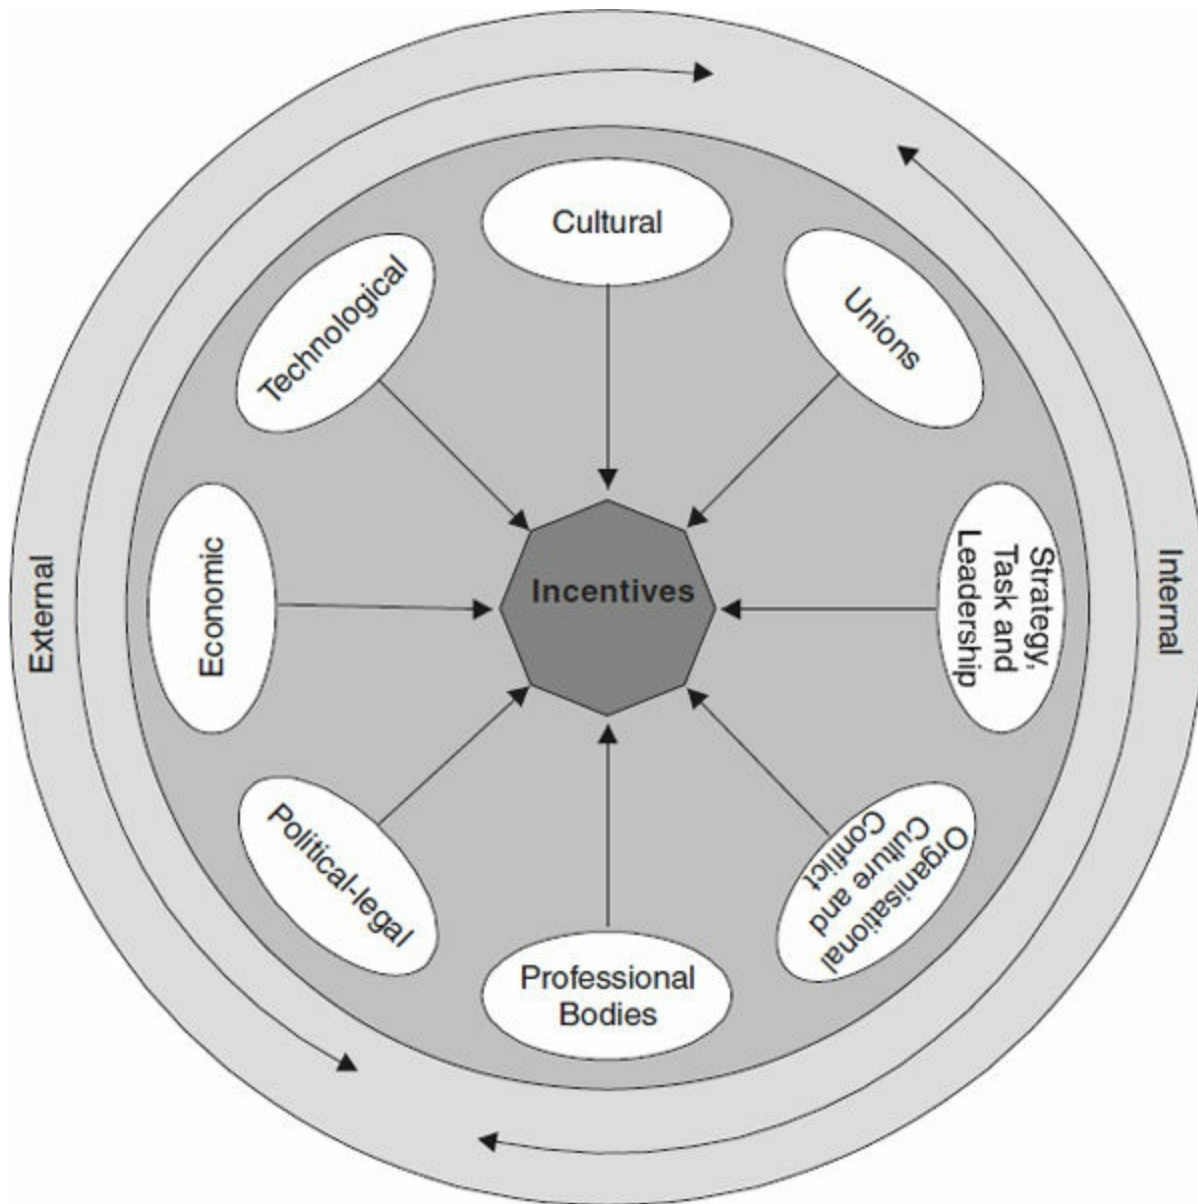 Cultural
Unions
Strategy,
Task and
Leadership
Organisational
Culture and
Conflict
Professional
Bodies
Political-legal
Economic
Technological
Incentives
External
Internal